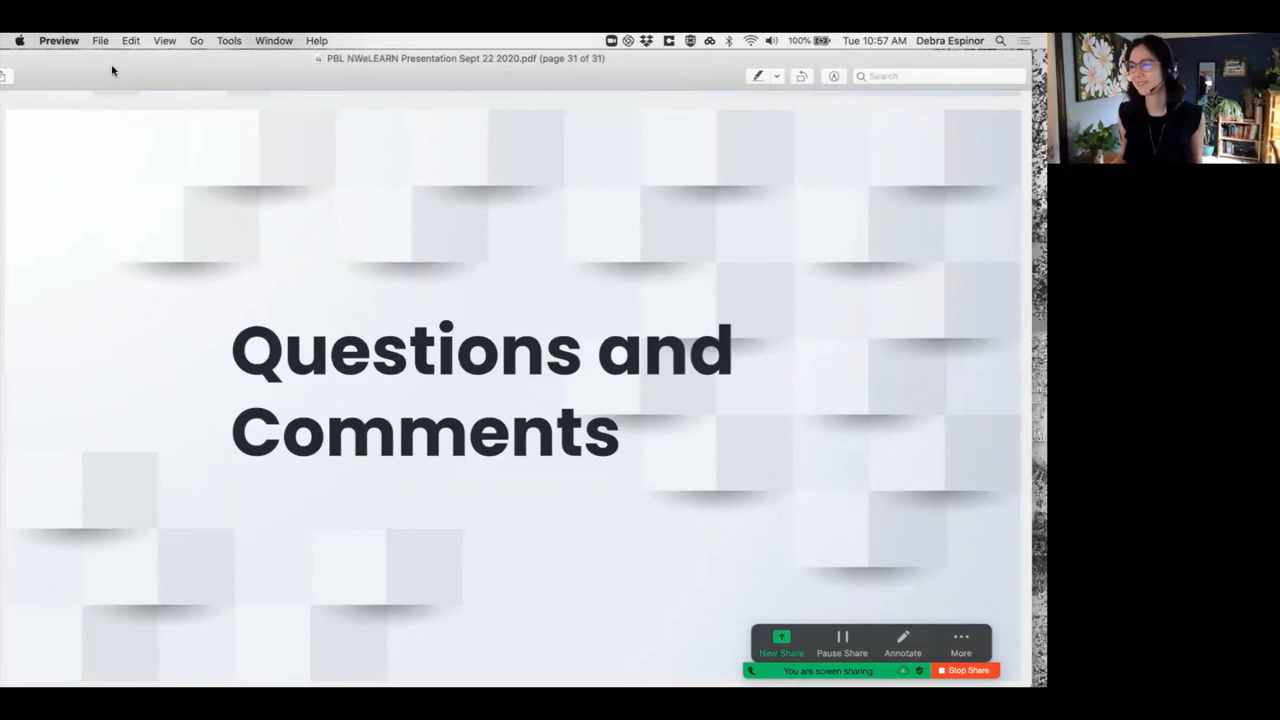 Preview File Edit View Go Tools Window Help 100% Tue 10:57 AM Debra Espinor
PBL NWeLEARN Presentation Sept 22 2020.pdf (page 31 of 31)
Search
Questions and
Comments
New Share Pause Share Annotate More
You are screen sharing Stop Share